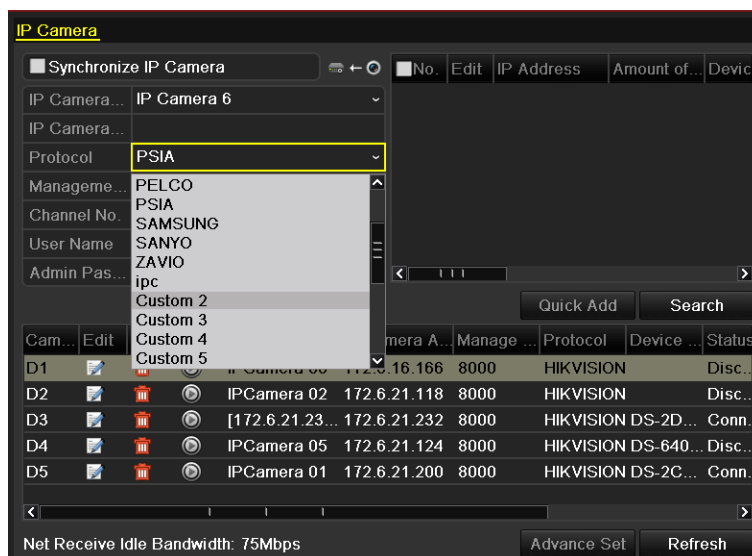 IP Camera
Synchronize IP Camera
No. Edit IP Address Amount of... Devic
IP Camera... IP Camera 6
IP Camera...
Protocol PSIA
Manageme...
Channel No.
User Name
Admin Pas...
PELCO
PSIA
SAMSUNG
SANYO
ZAVIO
ipc
Custom 2
Custom 3
Custom 4
Custom 5
Quick Add Search
Cam... Edit mera A... Manage ... Protocol Device ... Status
D1 16.166 8000 HIKVISION Disc...
D2 IPCamera 02 172.6.21.118 8000 HIKVISION Disc...
D3 [172.6.21.23... 172.6.21.232 8000 HIKVISION DS-2D... Conn.
D4 IPCamera 05 172.6.21.124 8000 HIKVISION DS-640... Disc...
D5 IPCamera 01 172.6.21.200 8000 HIKVISION DS-2C... Conn.
Net Receive Idle Bandwidth: 75Mbps
Advance Set Refresh